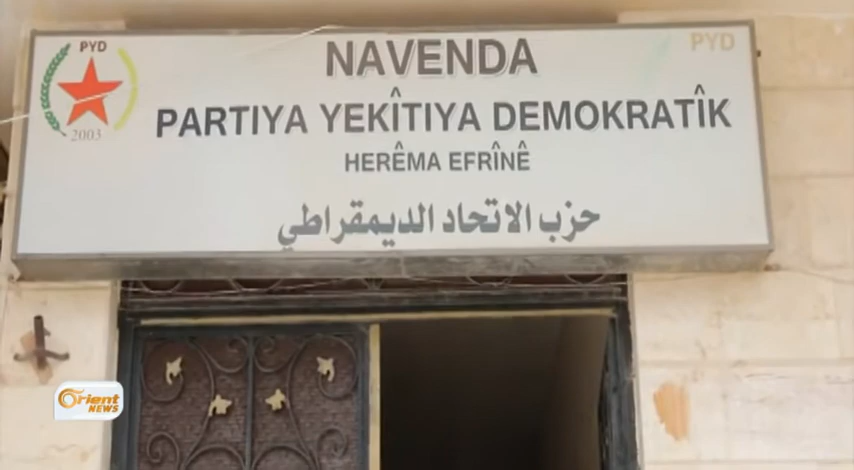 PYD
2003
PYD
NAVENDA
PARTIYA YEKÎTIYA DEMOKRATÎK
HERÊMA EFRÎNÊ
حزب الاتحاد الديمقراطي
Orient
NEWS